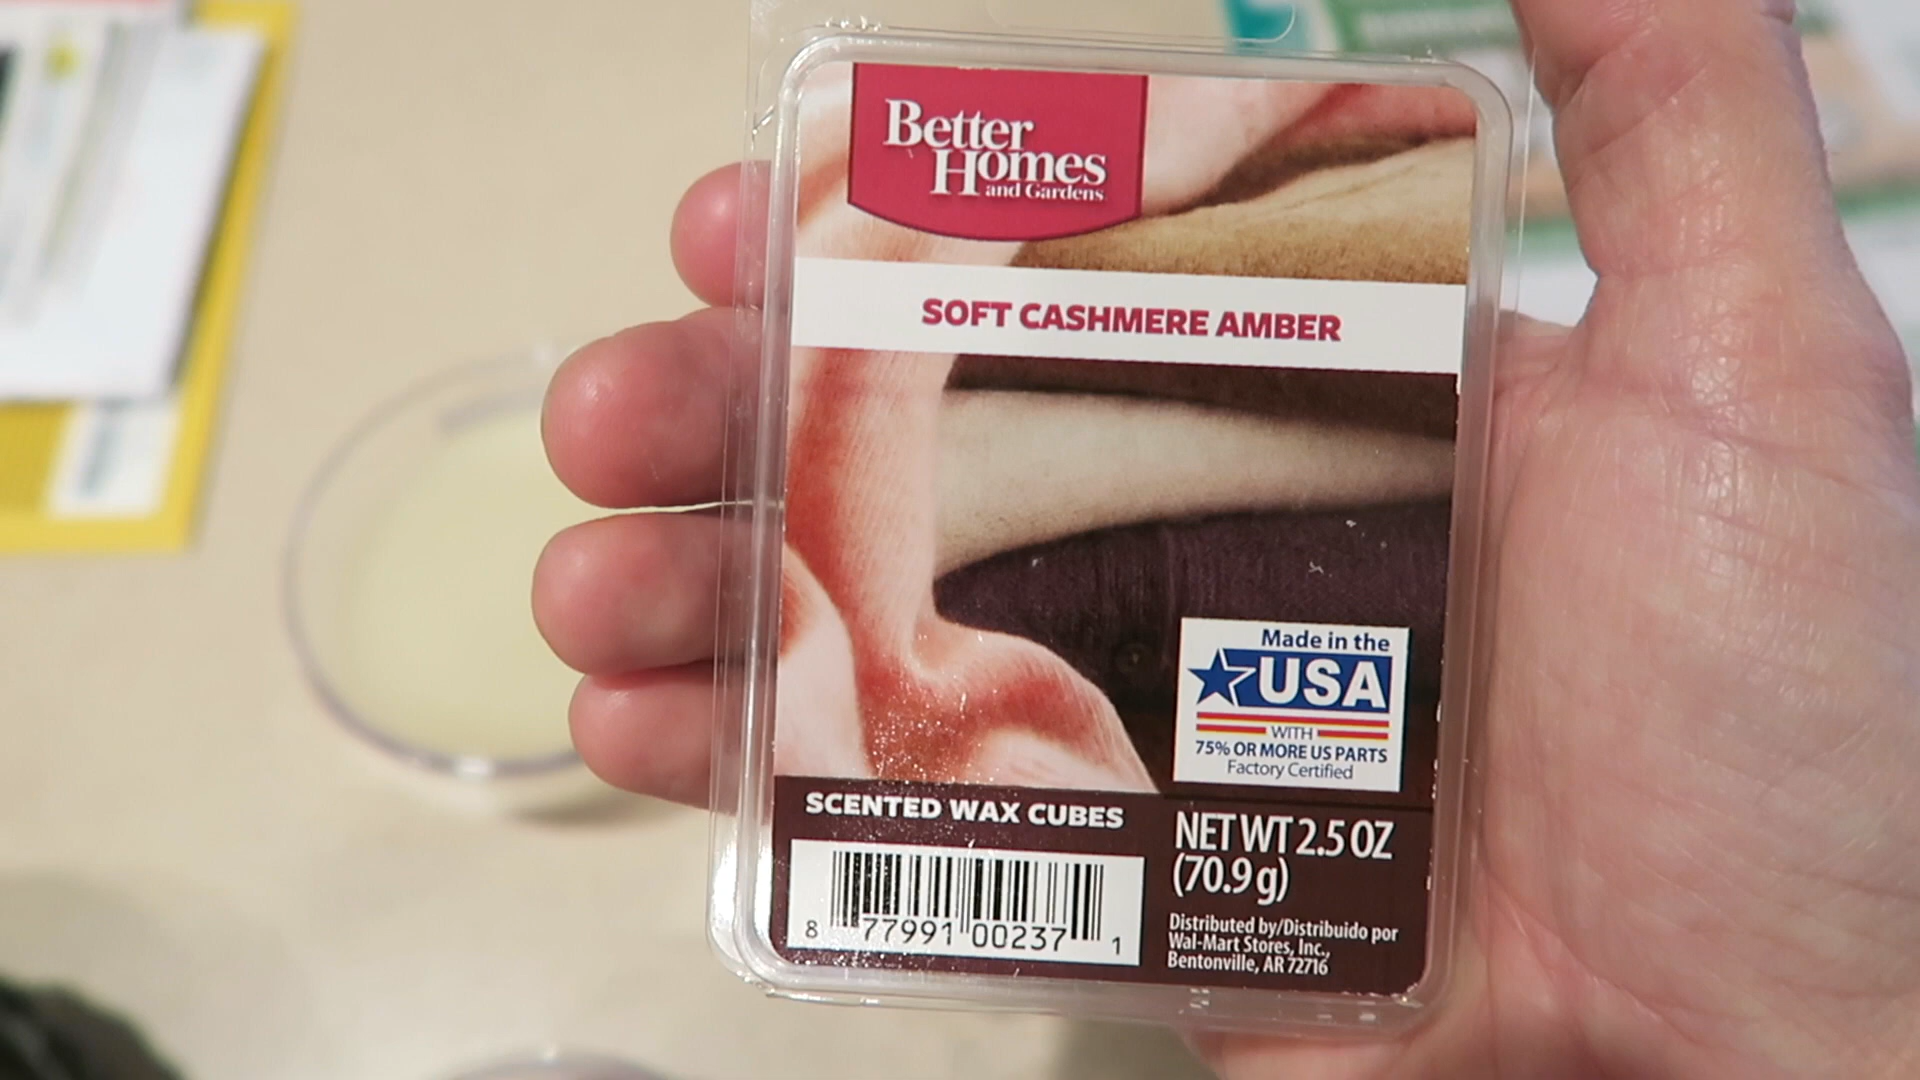 Better
Homes
and Gardens
SOFT CASHMERE AMBER
Made in the
USA
WITH
75% OR MORE US PARTS
Factory Certified
SCENTED WAX CUBES
NET WT 2.5 OZ
(70.9 g)
8 77991 00237 1
Distributed by/Distribuido por
Wal-Mart Stores, Inc.,
Bentonville, AR 72716